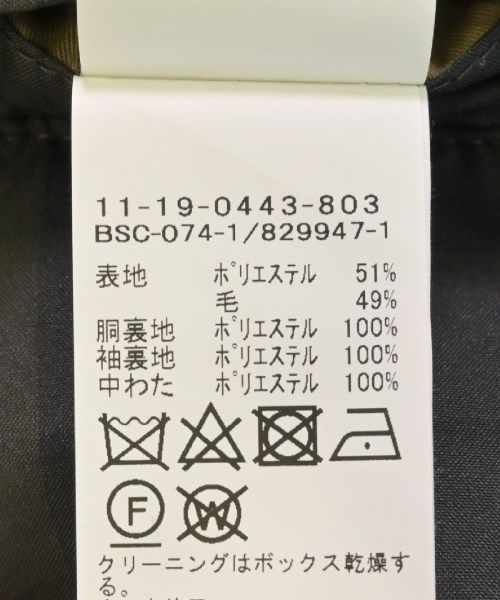 11-19-0443-803
BSC-074-1/829947-1
表地 ポリエステル 51%
毛 49%
胴裏地 ポリエステル 100%
袖裏地 ポリエステル 100%
中わた ポリエステル 100%
F W
クリーニングはボックス乾燥す
る。